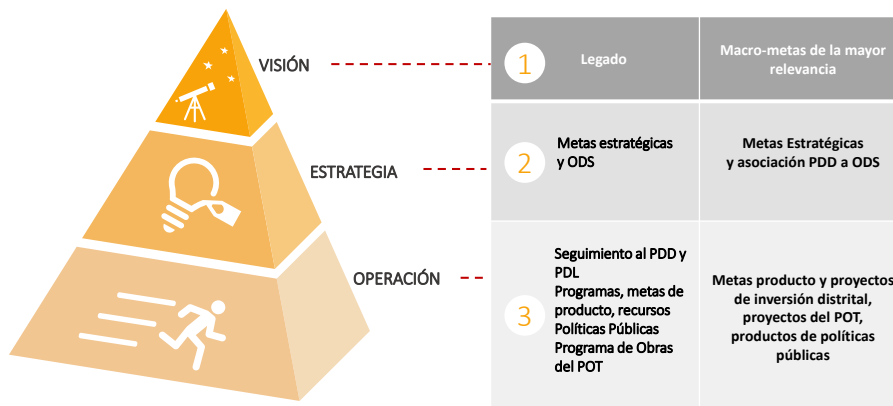 VISIÓN
1
Legado
Macro-metas de la mayor
relevancia
ESTRATEGIA
2
Metas estratégicas
y ODS
Metas Estratégicas
y asociación PDD a ODS
OPERACIÓN
3
Seguimiento al PDD y
PDL
Programas, metas de
producto, recursos
Políticas Públicas
Programa de Obras
del POT
Metas producto y proyectos
de inversión distrital,
proyectos del POT,
productos de políticas
públicas